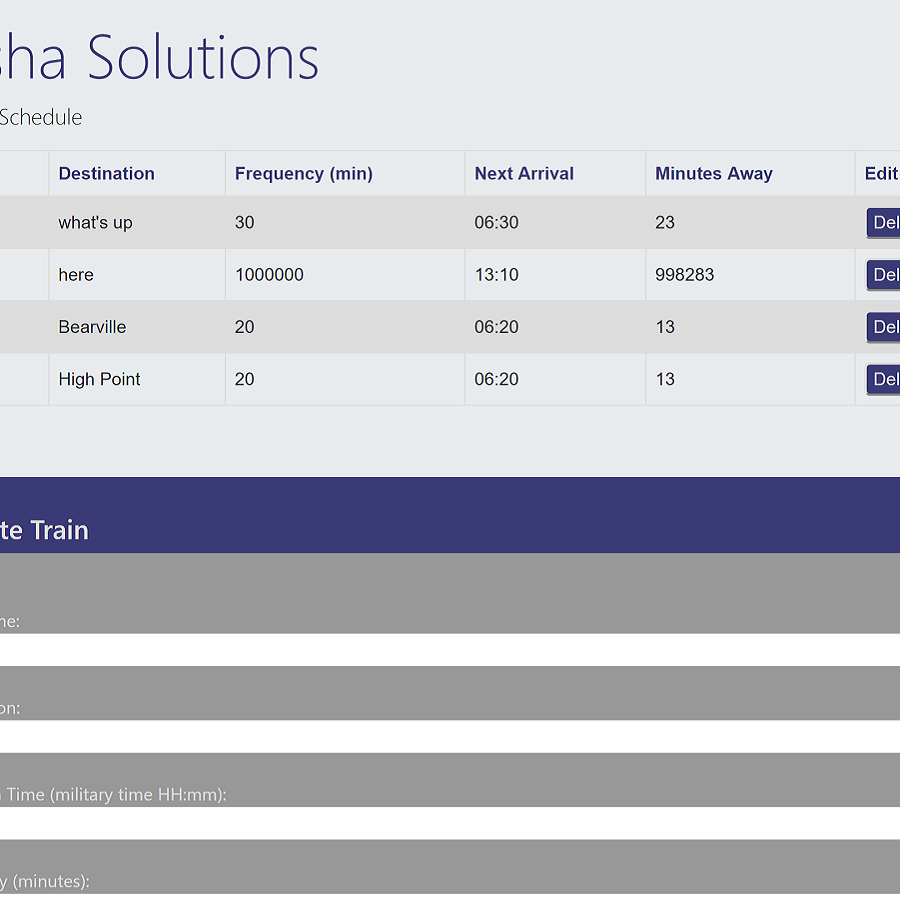 sha Solutions
Schedule
Destination Frequency (min) Next Arrival Minutes Away Edit
what's up 30 06:30 23 Del
here 1000000 13:10 998283 Del
Bearville 20 06:20 13 Del
High Point 20 06:20 13 Del
te Train
ne:
on:
Time (military time HH:mm):
y (minutes):